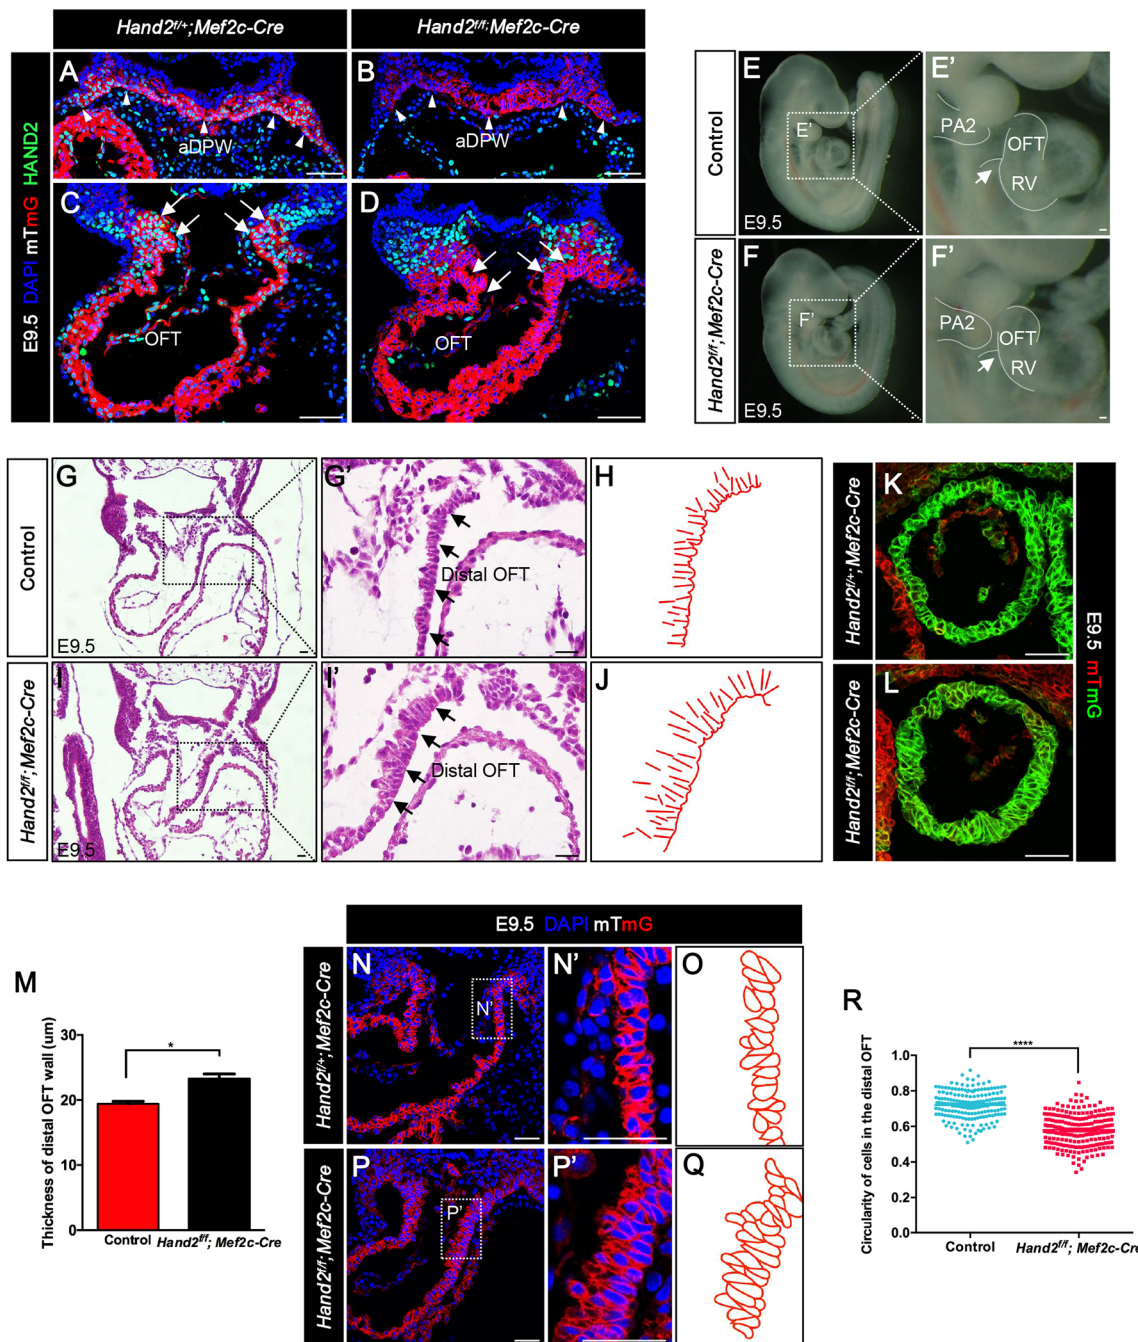 Hand2f/+;Mef2c-Cre
Hand2f/f;Mef2c-Cre
E9.5 DAPI mTmG HAND2
A
aDPW
B
aDPW
C
OFT
D
OFT
Control
E
E'
E9.5
E'
PA2
OFT
RV
Hand2f/f;Mef2c-Cre
F
F'
E9.5
F'
PA2
OFT
RV
Control
G
E9.5
G'
Distal OFT
H
Hand2f/f;Mef2c-Cre
I
E9.5
I'
Distal OFT
J
Hand2f/+;Mef2c-Cre
K
Hand2f/f;Mef2c-Cre
L
E9.5 mTmG
M
Thickness of distal OFT wall (um)
30
20
10
0
*
Control
Hand2f/f; Mef2c-Cre
E9.5 DAPI mTmG
Hand2f/+;Mef2c-Cre
N
N'
N'
O
Hand2f/f;Mef2c-Cre
P
P'
P'
Q
R
Circularity of cells in the distal OFT
1.0
0.8
0.6
0.4
0.2
0.0
****
Control
Hand2f/f; Mef2c-Cre